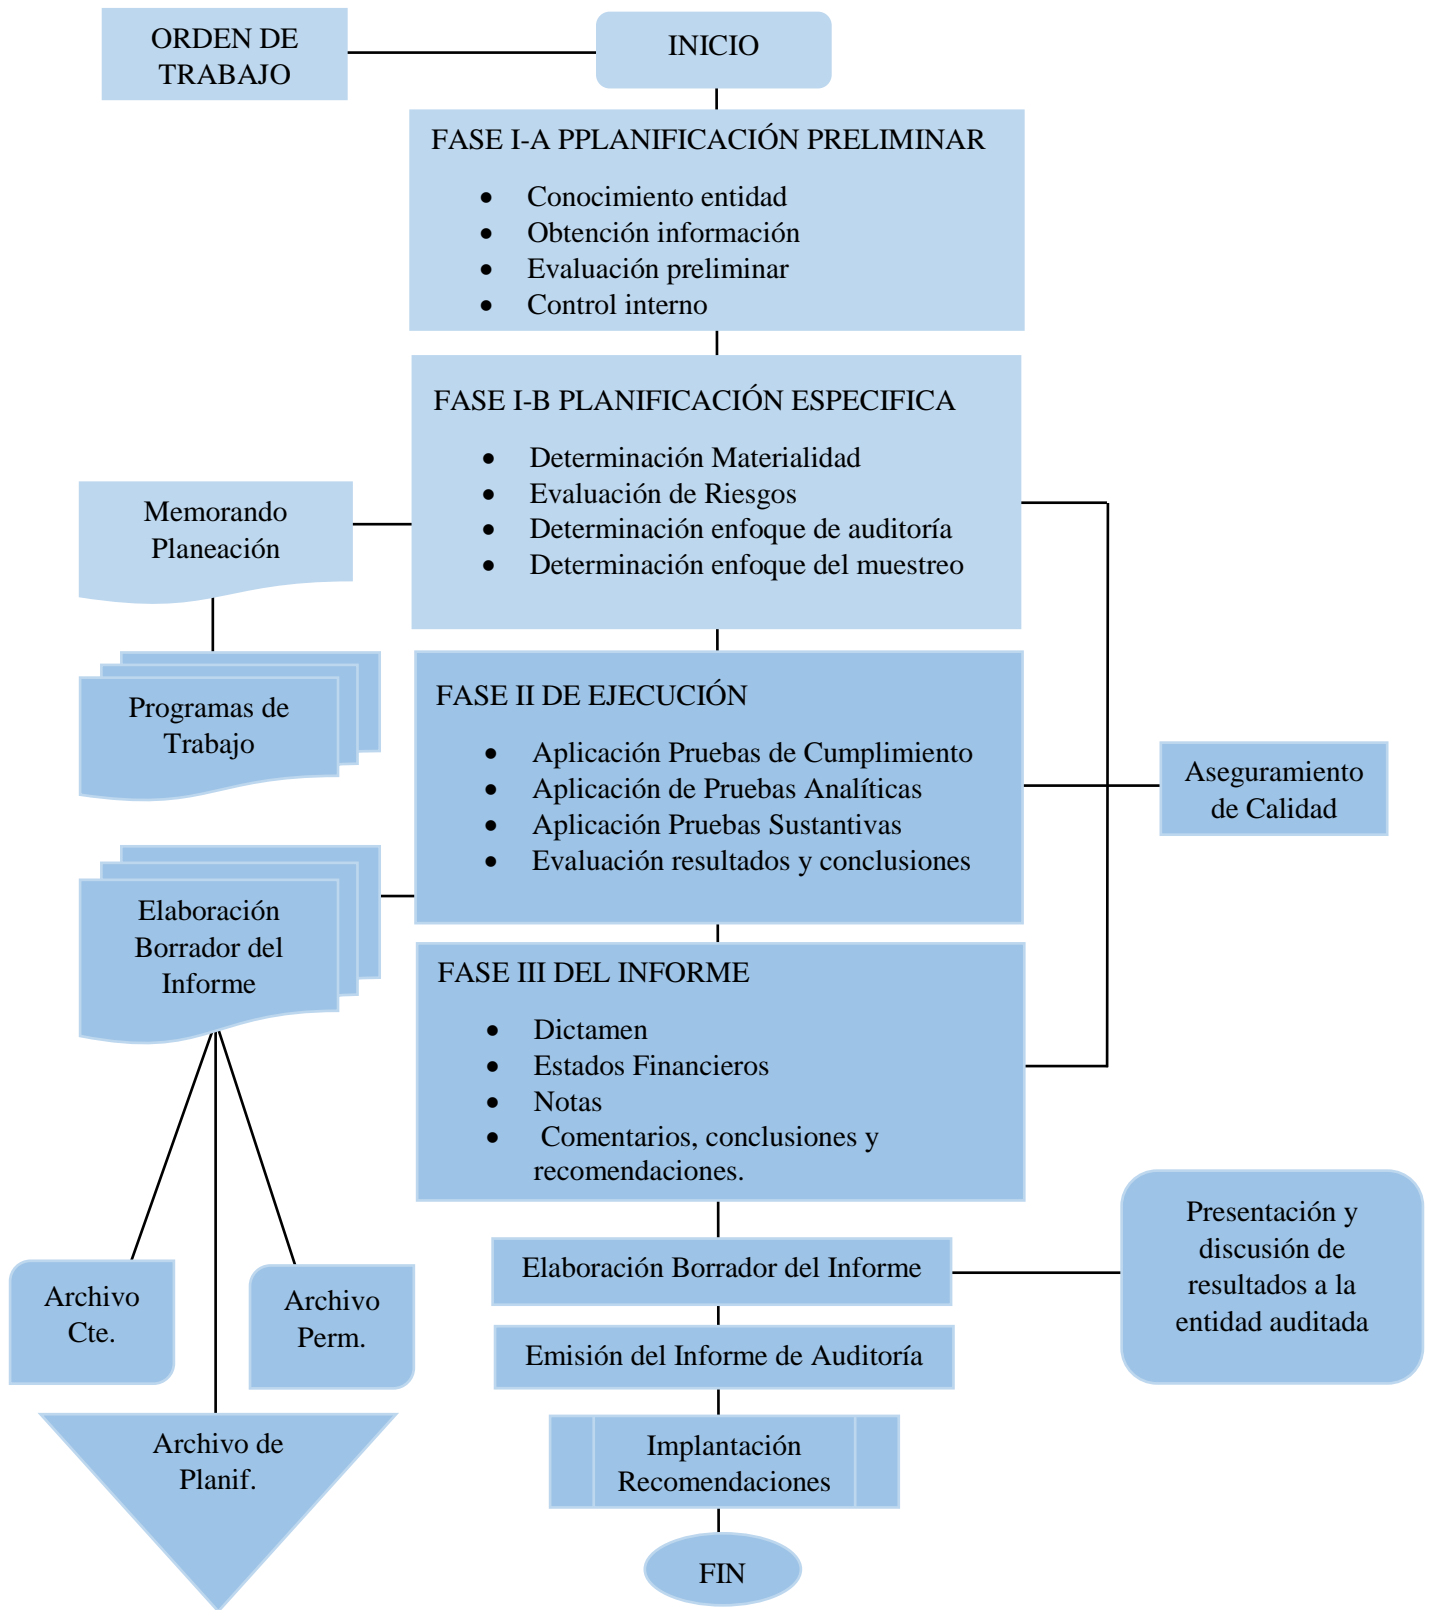 ORDEN DE
TRABAJO
INICIO
FASE I-A PPLANIFICACIÓN PRELIMINAR
• Conocimiento entidad
• Obtención información
• Evaluación preliminar
• Control interno
FASE I-B PLANIFICACIÓN ESPECIFICA
• Determinación Materialidad
• Evaluación de Riesgos
• Determinación enfoque de auditoría
• Determinación enfoque del muestreo
Memorando
Planeación
Programas de
Trabajo
FASE II DE EJECUCIÓN
• Aplicación Pruebas de Cumplimiento
• Aplicación de Pruebas Analíticas
• Aplicación Pruebas Sustantivas
• Evaluación resultados y conclusiones
Aseguramiento
de Calidad
Elaboración
Borrador del
Informe
FASE III DEL INFORME
• Dictamen
• Estados Financieros
• Notas
• Comentarios, conclusiones y
recomendaciones.
Archivo
Cte.
Archivo
Perm.
Archivo de
Planif.
Elaboración Borrador del Informe
Presentación y
discusión de
resultados a la
entidad auditada
Emisión del Informe de Auditoría
Implantación
Recomendaciones
FIN